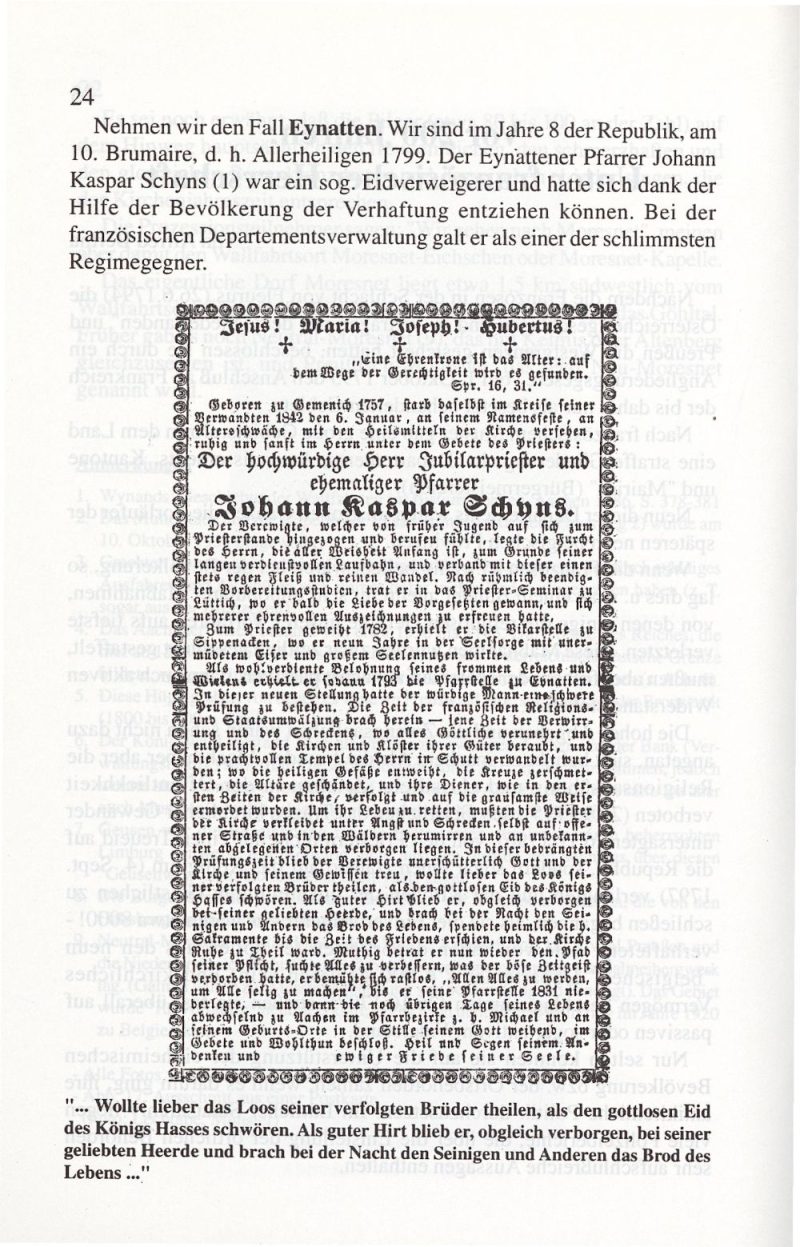 24
Nehmen wir den Fall Eynatten. Wir sind im Jahre 8 der Republik, am
10. Brumaire, d. h. Allerheiligen 1799. Der Eynattener Pfarrer Johann
Kaspar Schyns (1) war ein sog. Eidverweigerer und hatte sich dank der
Hilfe der Bevölkerung der Verhaftung entziehen können. Bei der
französischen Departementsverwaltung galt er als einer der schlimmsten
Regimegegner.
Jesus! Maria! Joseph! Hubertus!
„Eine Ehrenkrone ist das Alter: auf
dem Wege der Gerechtigkeit wird es gefunden.
Spr. 16, 31.“
Geboren zu Gemenich 1757, starb daselbst im Kreise seiner
Verwandten 1842 den 6. Januar, an seinem Namensfeste, an
Altersschwäche, mit den Heilsmitteln der Kirche versehen,
ruhig und sanft im Herrn unter dem Gebete des Priesters:
Der hochwürdige Herr Jubilarpriester und
ehemaliger Pfarrer
Johann Kaspar Schyns.
Der Verewigte, welcher von früher Jugend auf sich zum
Priesterstande hingezogen und berufen fühlte, legte die Furcht
des Herrn, die aller Weisheit Anfang ist, zum Grunde seiner
langen verdienstvollen Laufbahn, und verband mit dieser einen
stets regen Fleiß und reinen Wandel. Nach rühmlich beendig-
ten Vorbereitungsstudien, trat er in das Priester-Seminar zu
Lüttich, wo er bald die Liebe der Vorgesetzten gewann, und sich
mehrerer ehrenvollen Auszeichnungen zu erfreuen hatte.
Zum Priester geweiht 1782, erhielt er die Vikarstelle zu
Sippenaken, wo er neun Jahre in der Seelsorge mit uner-
müdetem Eifer und großem Seelennutzen wirkte.
Als wohlverdiente Belohnung seines frommen Lebens und
Wirkens erhielt er sodann 1793 die Pfarrstelle zu Eynatten.
In dieser neuen Stellung hatte der würdige Mann eine schwere
Prüfung zu bestehen. Die Zeit der französischen Religions-
und Staatsumwälzung brach herein — jene Zeit der Verwirr-
ung und des Schreckens, wo alles Göttliche verunehrt und
entheiligt, die Kirchen und Klöster ihrer Güter beraubt, und
die prachtvollen Tempel des Herrn in Schutt verwandelt wur-
den; wo die heiligen Gefäße entweiht, die Kreuze zerschmet-
tert, die Altäre geschändet, und ihre Diener, wie in den er-
sten Zeiten der Kirche, verfolgt und auf die grausamste Weise
ermordet wurden. Um ihr Leben zu retten, mußten die Priester
der Kirche verkleidet unter Angst und Schrecken selbst auf offe-
ner Straße und in den Wäldern herumirren und an unbekann-
ten abgelegenen Orten verborgen liegen. In dieser bedrängten
Prüfungszeit blieb der Verewigte unerschütterlich Gott und der
Kirche und seinem Gewissen treu, wollte lieber das Loos sei-
ner verfolgten Brüder theilen, als den gottlosen Eid des Königs
Hasses schwören. Als guter Hirt blieb er, obgleich verborgen
bei seiner geliebten Heerde, und brach bei der Nacht den Sei-
nigen und Andern das Brod des Lebens, spendete heimlich die h.
Sakramente bis die Zeit des Friedens erschien, und der Kirche
Ruhe zu Theil ward. Muthig betrat er nun wieder den Pfad
seiner Pflicht, suchte Alles zu verbessern, was der böse Zeitgeist
verdorben hatte, er bemühte sich rastlos, „Allen Alles zu werden,
um Alle selig zu machen“, bis er seine Pfarrstelle 1831 nie-
derlegte, — und dann die noch übrigen Tage seines Lebens
abwechselnd zu Aachen im Pfarrbezirke z. h. Michael und an
seinem Geburts-Orte in der Stille seinem Gott weihend, im
Gebete und Wohlthun beschloß. Heil und Segen seinem An-
denken und ewiger Friede seiner Seele.
"... Wollte lieber das Loos seiner verfolgten Brüder theilen, als den gottlosen Eid
des Königs Hasses schwören. Als guter Hirt blieb er, obgleich verborgen, bei seiner
geliebten Heerde und brach bei der Nacht den Seinigen und Anderen das Brod des
Lebens ..."